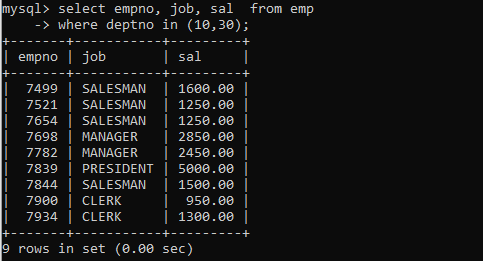 mysql> select empno, job, sal  from emp
    -> where deptno in (10,30);
+-------+-----------+---------+
| empno | job       | sal     |
+-------+-----------+---------+
|  7499 | SALESMAN  | 1600.00 |
|  7521 | SALESMAN  | 1250.00 |
|  7654 | SALESMAN  | 1250.00 |
|  7698 | MANAGER   | 2850.00 |
|  7782 | MANAGER   | 2450.00 |
|  7839 | PRESIDENT | 5000.00 |
|  7844 | SALESMAN  | 1500.00 |
|  7900 | CLERK     |  950.00 |
|  7934 | CLERK     | 1300.00 |
+-------+-----------+---------+
9 rows in set (0.00 sec)